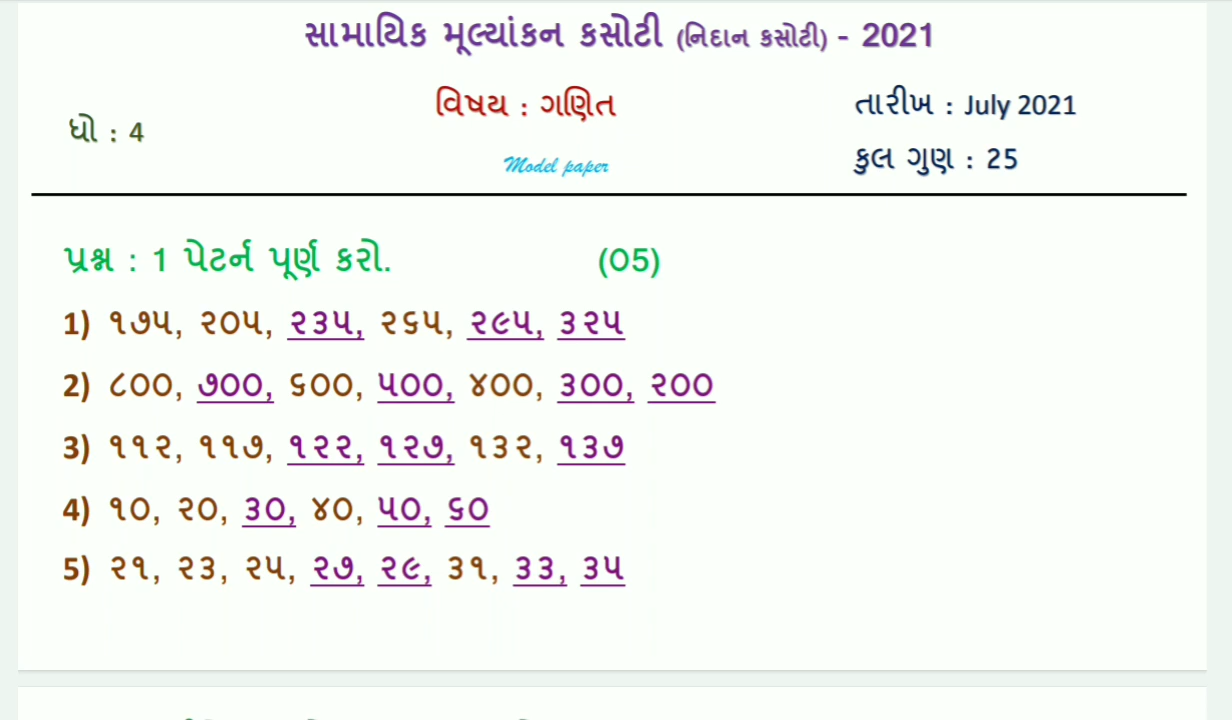 સામાયિક મૂલ્યાંકન કસોટી (નિદાન કસોટી) - 2021
વિષય : ગણિત
તારીખ : July 2021
ધો : 4
Model paper
કુલ ગુણ : 25
પ્રશ્ન : 1 પેટર્ન પૂર્ણ કરો. (05)
1) ૧૭૫, ૨૦૫, ૨૩૫, ૨૬૫, ૨૯૫, ૩૨૫
2) ૮૦૦, ૭૦૦, ૬૦૦, ૫૦૦, ૪૦૦, ૩૦૦, ૨૦૦
3) ૧૧૨, ૧૧૭, ૧૨૨, ૧૨૭, ૧૩૨, ૧૩૭
4) ૧૦, ૨૦, ૩૦, ૪૦, ૫૦, ૬૦
5) ૨૧, ૨૩, ૨૫, ૨૭, ૨૯, ૩૧, ૩૩, ૩૫